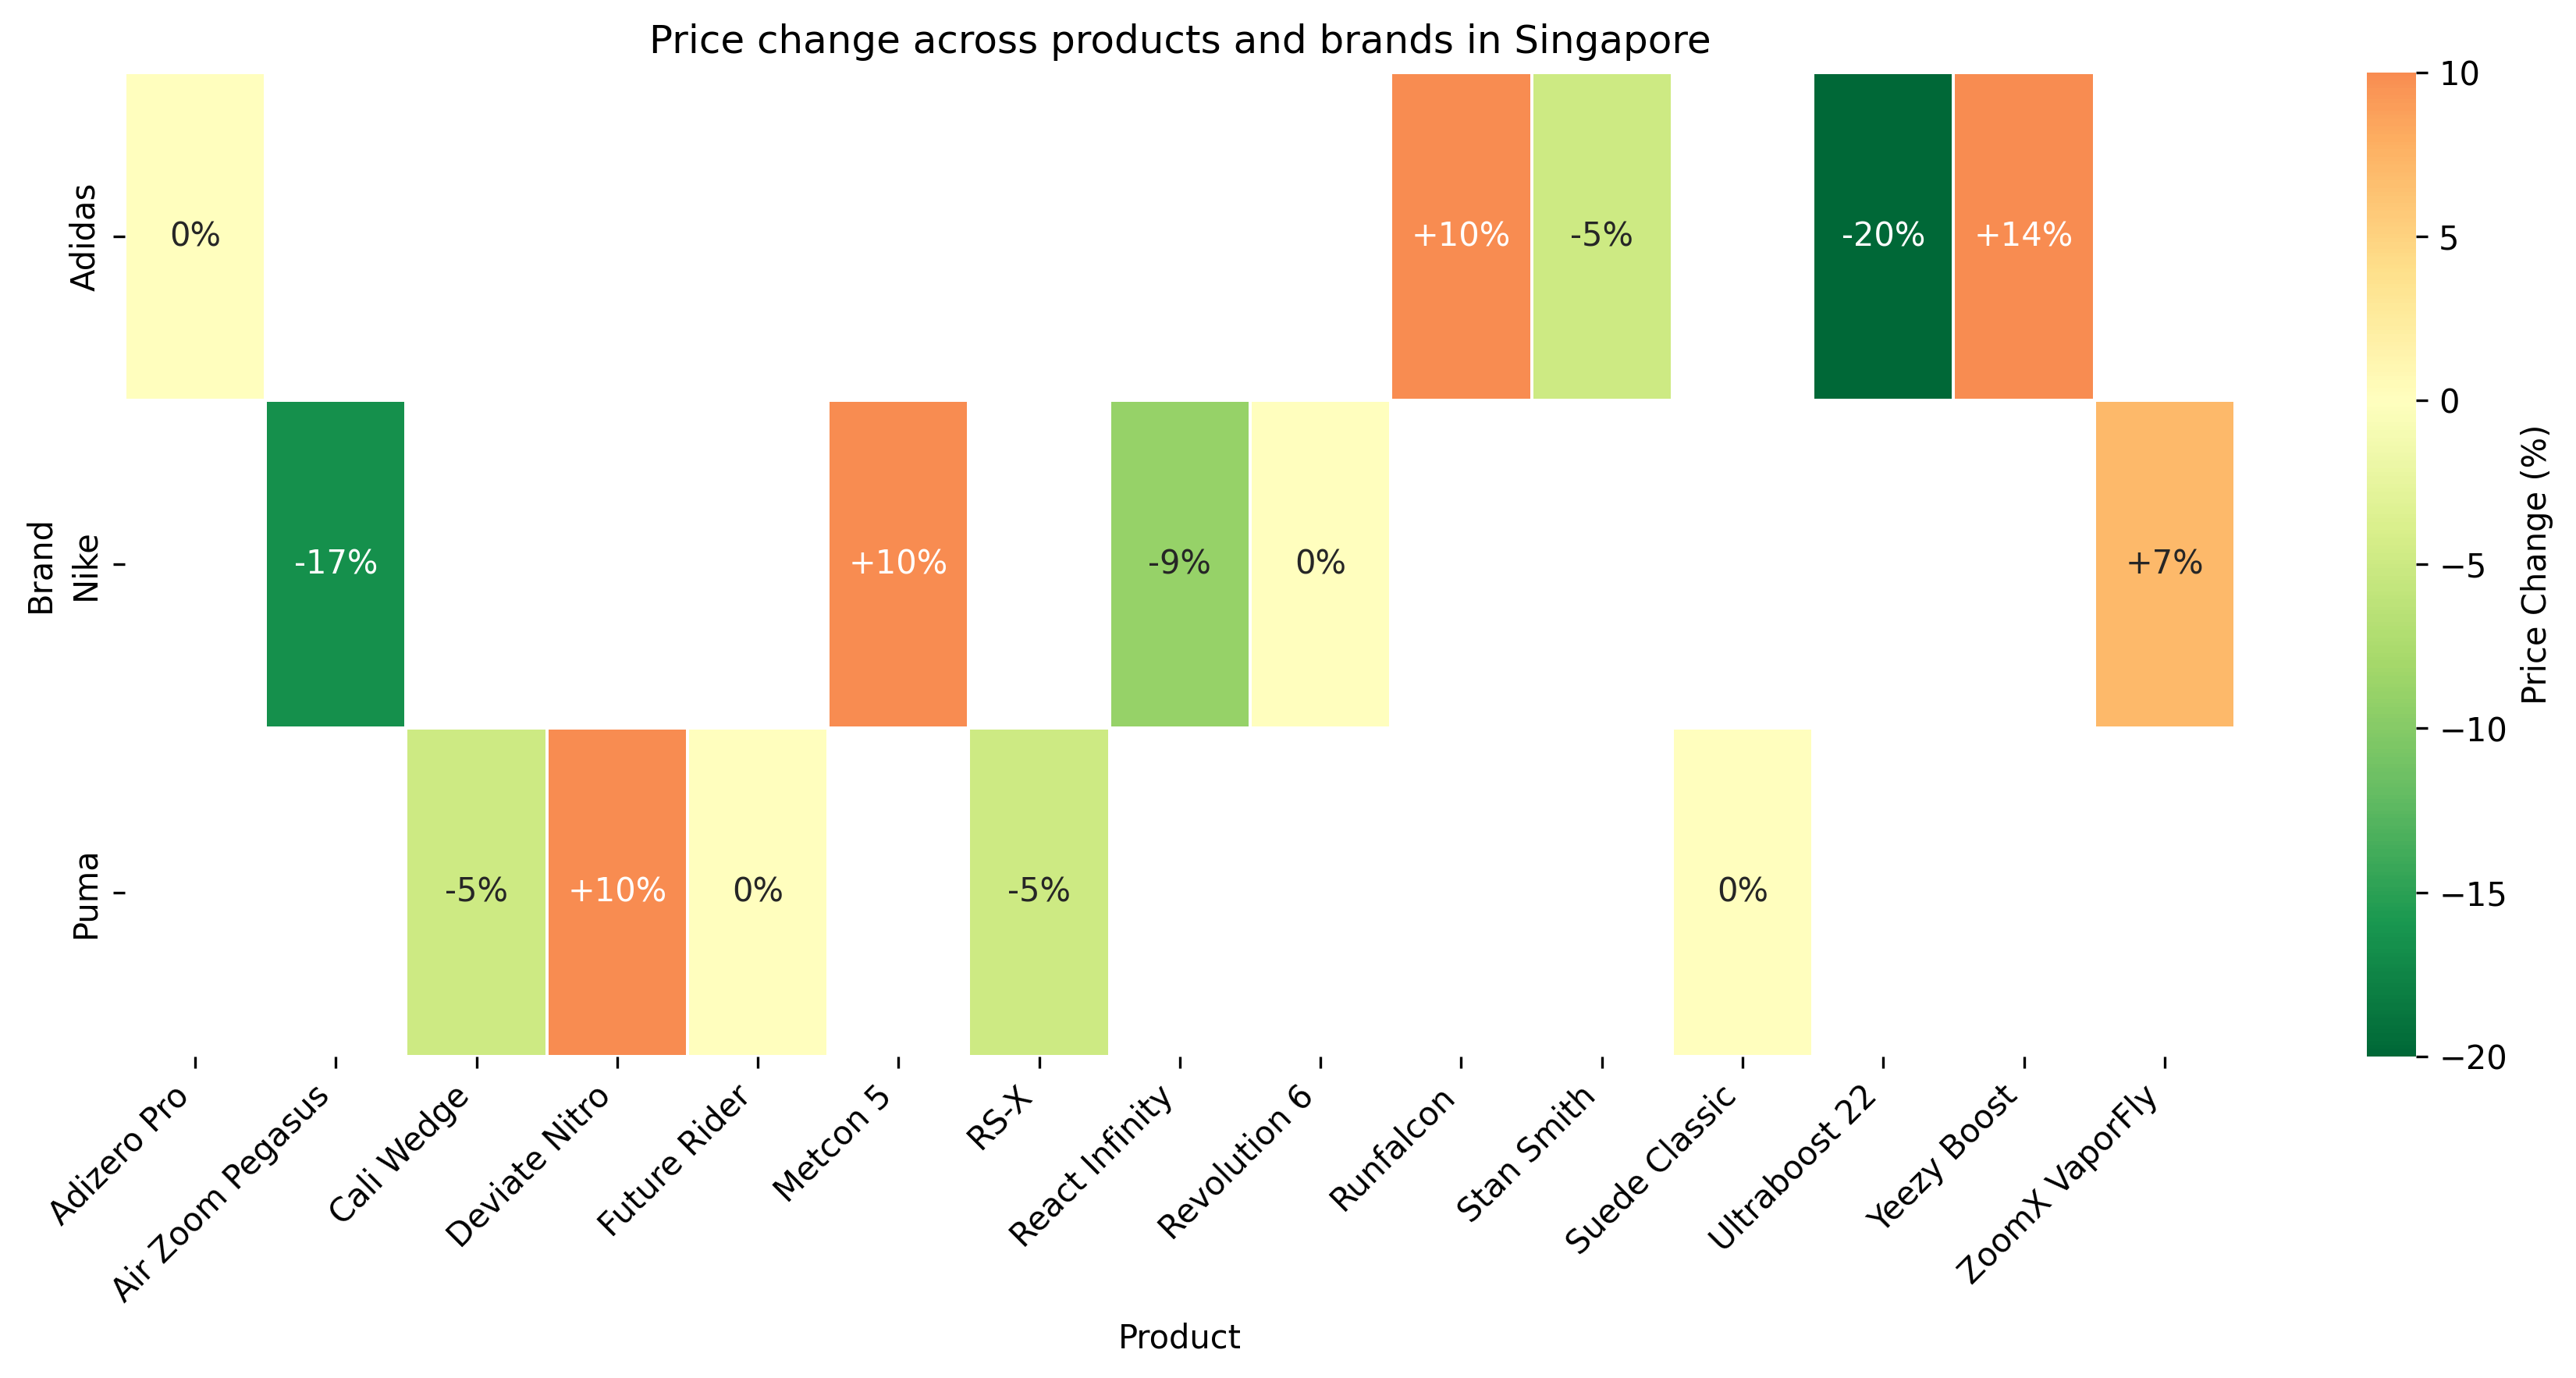 Price change across products and brands in Singapore
Brand
Adidas
0%
+10%
-5%
-20%
+14%
Nike
-17%
+10%
-9%
0%
+7%
Puma
-5%
+10%
0%
-5%
0%
Adizero Pro
Air Zoom Pegasus
Cali Wedge
Deviate Nitro
Future Rider
Metcon 5
RS-X
React Infinity
Revolution 6
Runfalcon
Stan Smith
Suede Classic
Ultraboost 22
Yeezy Boost
ZoomX VaporFly
Product
10
5
0
−5
−10
−15
−20
Price Change (%)